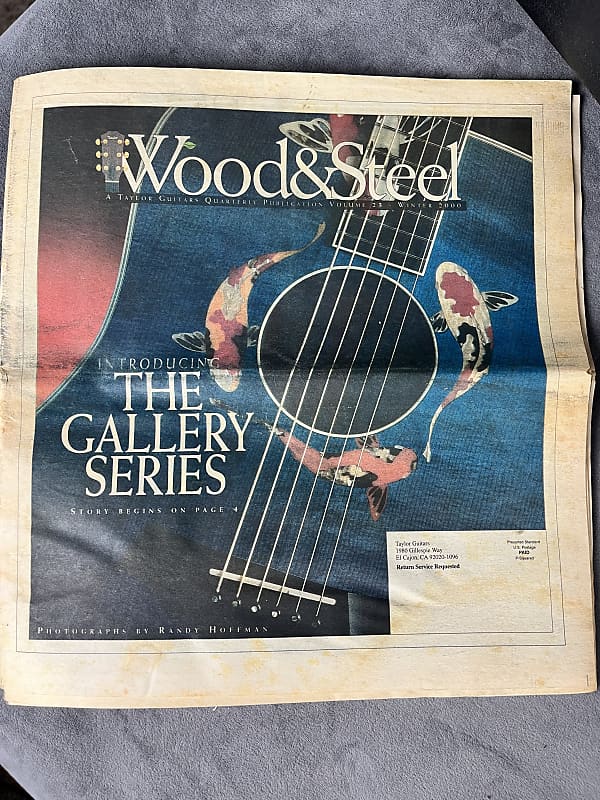 Wood&Steel
A Taylor Guitars Quarterly Publication Volume 23 - Winter 2000
INTRODUCING
THE
GALLERY
SERIES
STORY BEGINS ON PAGE 4
Taylor Guitars
1980 Gillespie Way
El Cajon, CA 92020-1096
Return Service Requested
Presorted Standard
U.S. Postage
PAID
P-Squared
PHOTOGRAPHS BY RANDY HOFFMAN